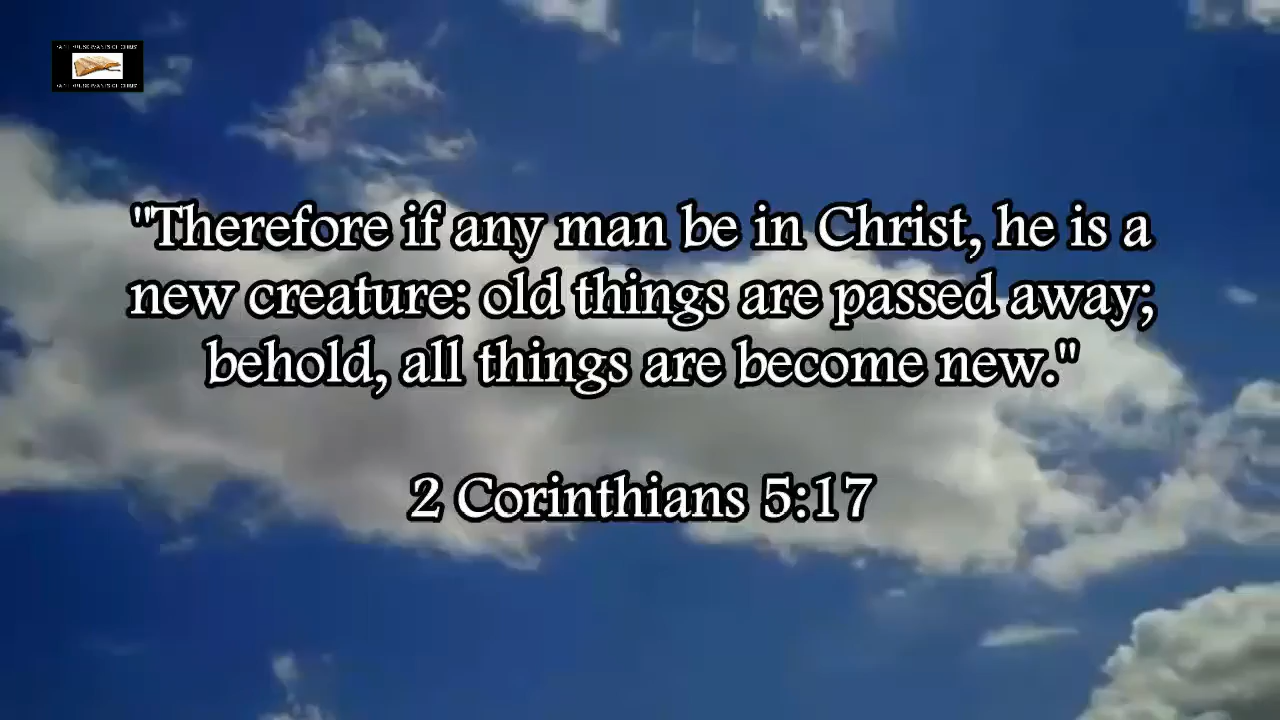 "Therefore if any man be in Christ, he is a
new creature: old things are passed away;
behold, all things are become new."
2 Corinthians 5:17